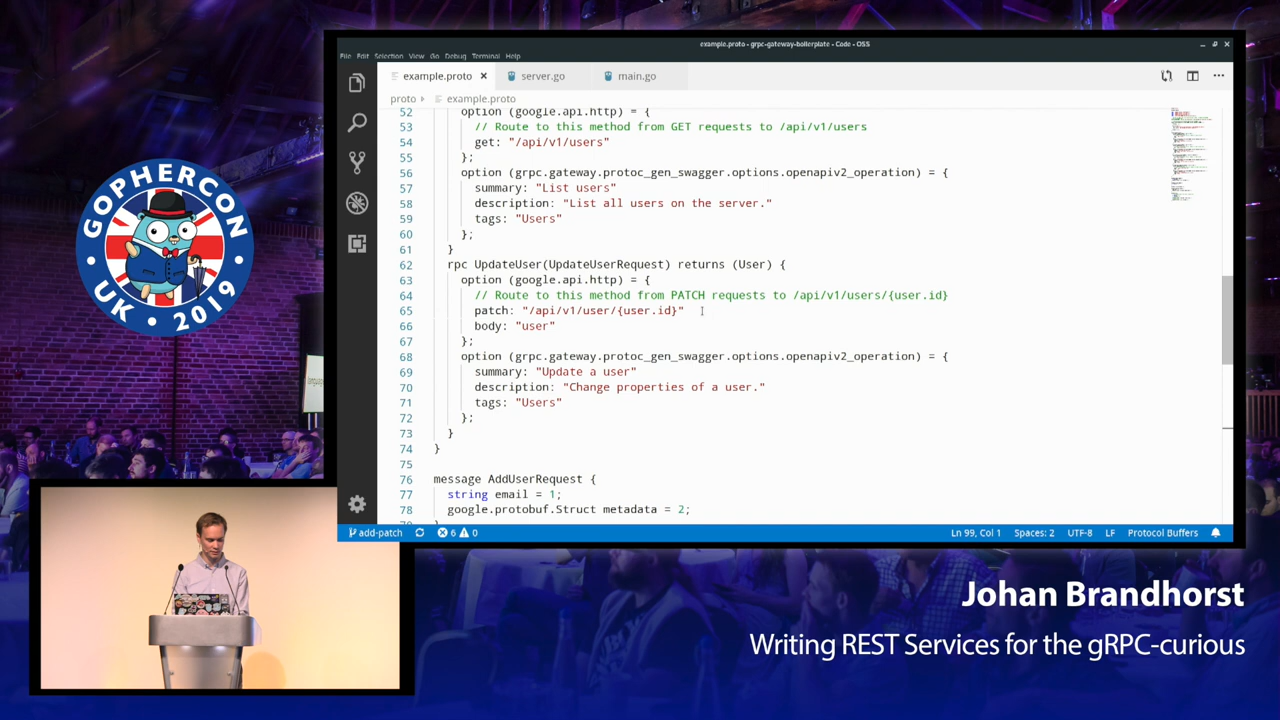 example.proto - grpc-gateway-boilerplate - Code - OSS
File Edit Selection View Go Debug Terminal Help
example.proto × server.go main.go
proto example.proto
52 option (google.api.http) = {
53 // Route to this method from GET requests to /api/v1/users
54 get: "/api/v1/users"
55 };
56 option (grpc.gateway.protoc_gen_swagger.options.openapiv2_operation) = {
57 summary: "List users"
58 description: "List all users on the server."
59 tags: "Users"
60 };
61 }
62 rpc UpdateUser(UpdateUserRequest) returns (User) {
63 option (google.api.http) = {
64 // Route to this method from PATCH requests to /api/v1/users/{user.id}
65 patch: "/api/v1/user/{user.id}"
66 body: "user"
67 };
68 option (grpc.gateway.protoc_gen_swagger.options.openapiv2_operation) = {
69 summary: "Update a user"
70 description: "Change properties of a user."
71 tags: "Users"
72 };
73 }
74 }
75
76 message AddUserRequest {
77 string email = 1;
78 google.protobuf.Struct metadata = 2;
add-patch 6 0 Ln 99, Col 1 Spaces: 2 UTF-8 LF Protocol Buffers
GOPHERCON
UK 2019
Johan Brandhorst
Writing REST Services for the gRPC-curious